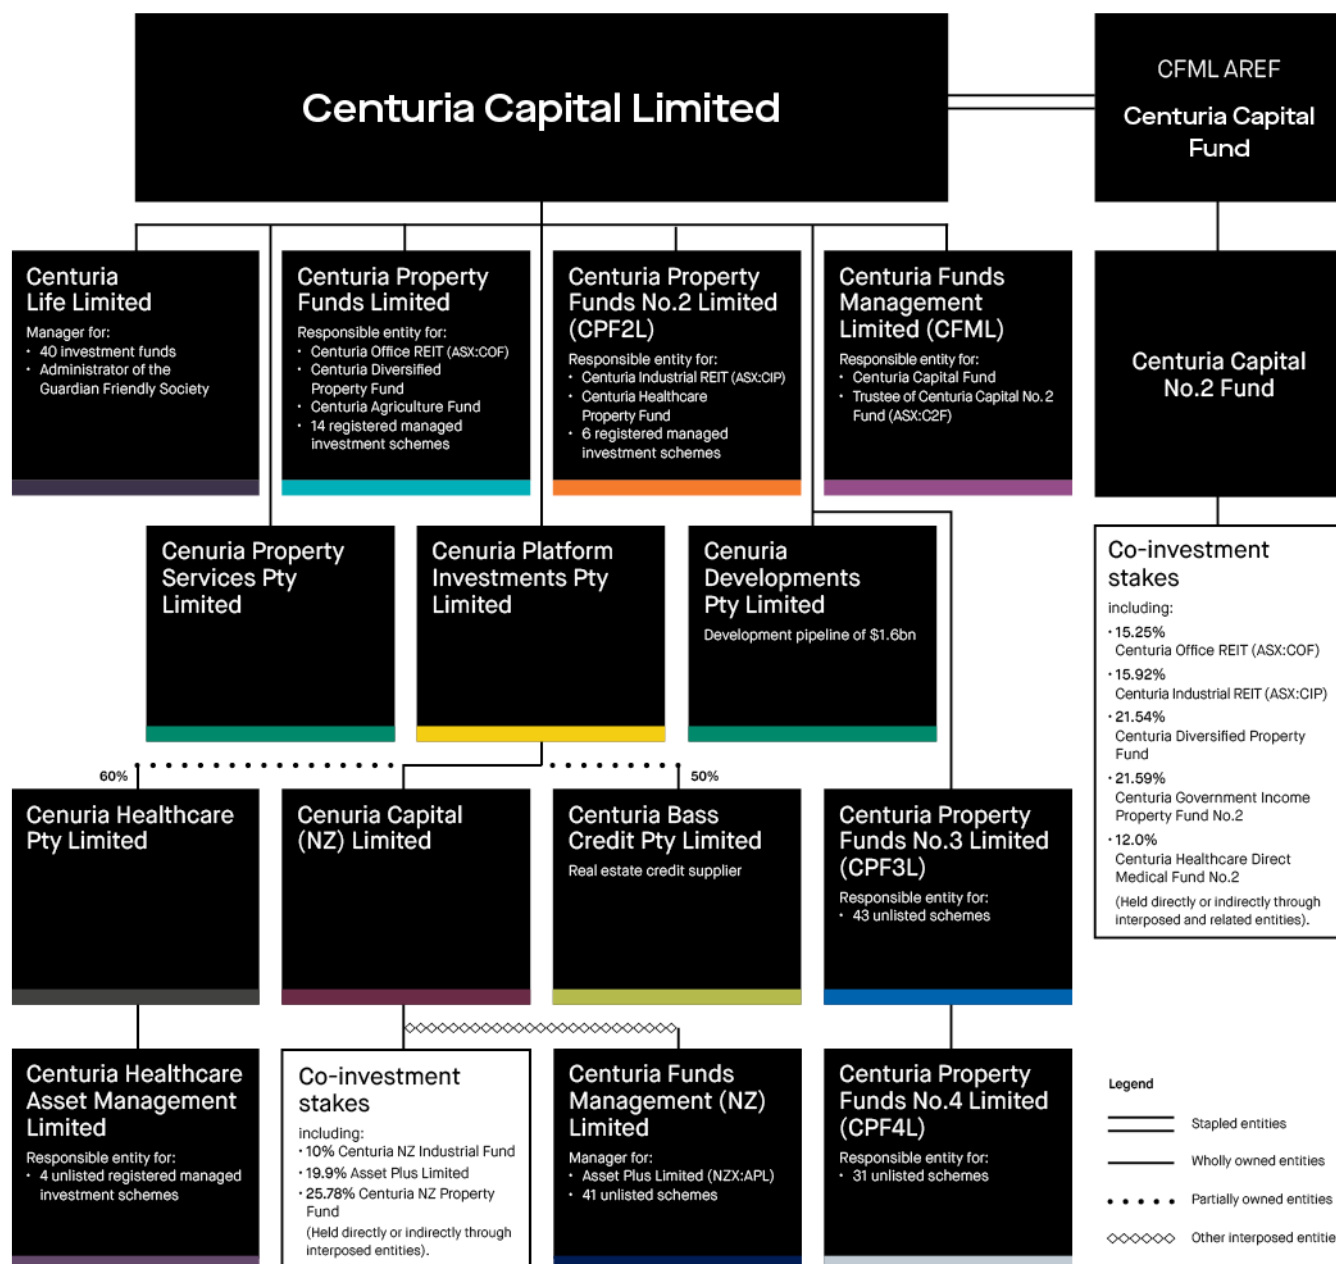 Centuria Capital Limited
CFML AREF
Centuria Capital
Fund
Centuria
Life Limited
Manager for:
• 40 investment funds
• Administrator of the
Guardian Friendly Society
Centuria Property
Funds Limited
Responsible entity for:
• Centuria Office REIT (ASX:COF)
• Centuria Diversified
Property Fund
• Centuria Agriculture Fund
• 14 registered managed
investment schemes
Centuria Property
Funds No.2 Limited
(CPF2L)
Responsible entity for:
• Centuria Industrial REIT (ASX:CIP)
• Centuria Healthcare
Property Fund
• 6 registered managed
investment schemes
Centuria Funds
Management
Limited (CFML)
Responsible entity for:
• Centuria Capital Fund
• Trustee of Centuria Capital No. 2
Fund (ASX:C2F)
Centuria Capital
No.2 Fund
Cenuria Property
Services Pty
Limited
Cenuria Platform
Investments Pty
Limited
Cenuria
Developments
Pty Limited
Development pipeline of $1.6bn
Co-investment
stakes
including:
• 15.25%
Centuria Office REIT (ASX:COF)
• 15.92%
Centuria Industrial REIT (ASX:CIP)
• 21.54%
Centuria Diversified Property
Fund
• 21.59%
Centuria Government Income
Property Fund No.2
• 12.0%
Centuria Healthcare Direct
Medical Fund No.2
(Held directly or indirectly through
interposed and related entities).
60%
50%
Cenuria Healthcare
Pty Limited
Cenuria Capital
(NZ) Limited
Centuria Bass
Credit Pty Limited
Real estate credit supplier
Centuria Property
Funds No.3 Limited
(CPF3L)
Responsible entity for:
• 43 unlisted schemes
Centuria Healthcare
Asset Management
Limited
Responsible entity for:
• 4 unlisted registered managed
investment schemes
Co-investment
stakes
including:
• 10% Centuria NZ Industrial Fund
• 19.9% Asset Plus Limited
• 25.78% Centuria NZ Property
Fund
(Held directly or indirectly through
interposed entities).
Centuria Funds
Management (NZ)
Limited
Manager for:
• Asset Plus Limited (NZX:APL)
• 41 unlisted schemes
Centuria Property
Funds No.4 Limited
(CPF4L)
Responsible entity for:
• 31 unlisted schemes
Legend
Stapled entities
Wholly owned entities
Partially owned entities
Other interposed entitie